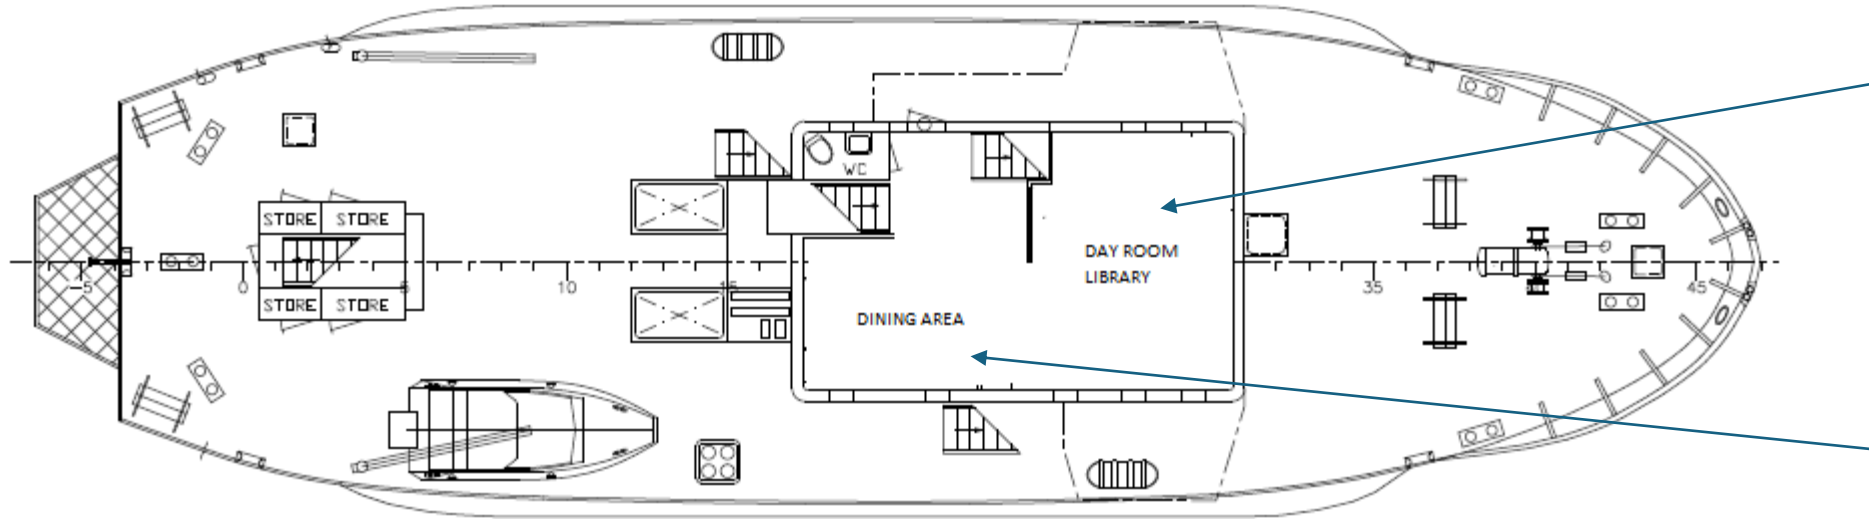 WC
STORE STORE
DAY ROOM
LIBRARY
-5 0 5 10 15 35 45
STORE STORE
DINING AREA